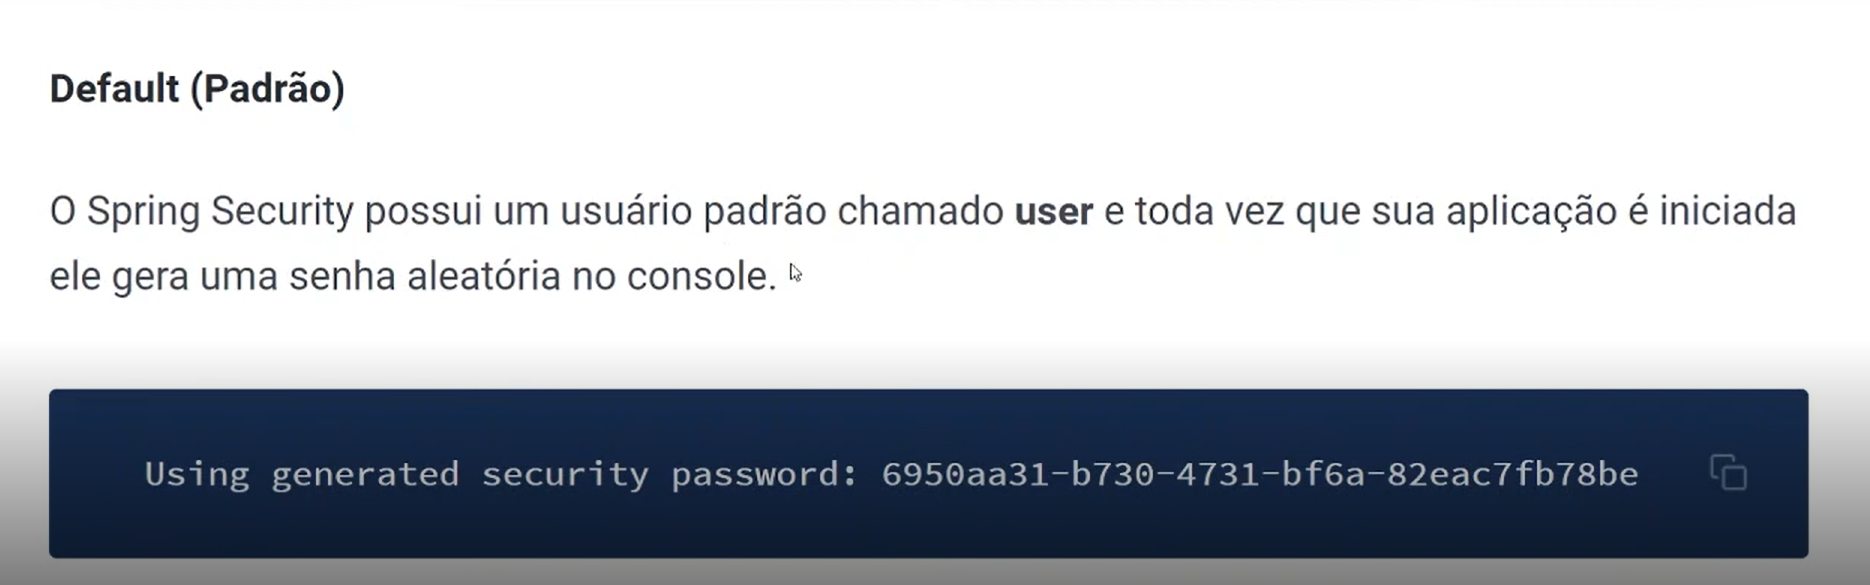 Default (Padrão)
O Spring Security possui um usuário padrão chamado user e toda vez que sua aplicação é iniciada
ele gera uma senha aleatória no console.
Using generated security password: 6950aa31-b730-4731-bf6a-82eac7fb78be